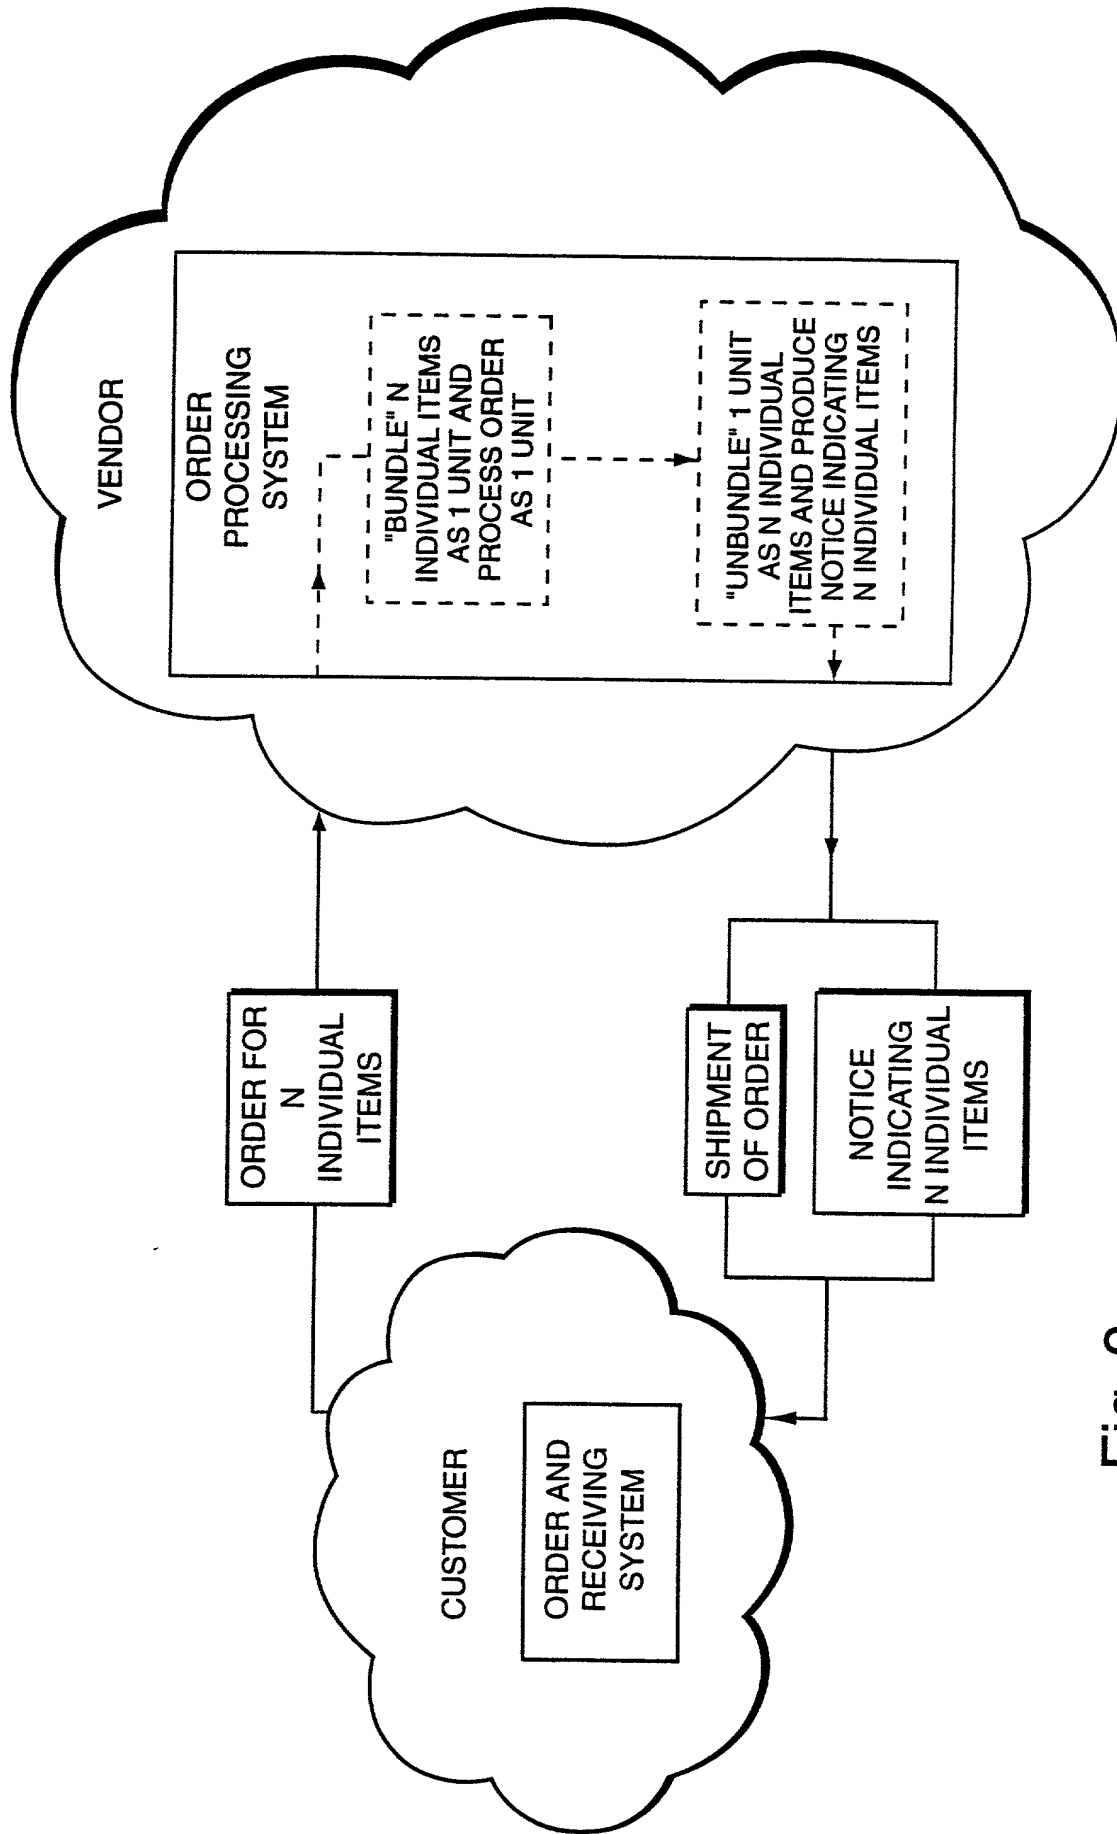 VENDOR
ORDER
PROCESSING
SYSTEM
"BUNDLE" N
INDIVIDUAL ITEMS
AS 1 UNIT AND
PROCESS ORDER
AS 1 UNIT
"UNBUNDLE" 1 UNIT
AS N INDIVIDUAL
ITEMS AND PRODUCE
NOTICE INDICATING
N INDIVIDUAL ITEMS
ORDER FOR
N
INDIVIDUAL
ITEMS
SHIPMENT
OF ORDER
NOTICE
INDICATING
N INDIVIDUAL
ITEMS
CUSTOMER
ORDER AND
RECEIVING
SYSTEM
Fig.